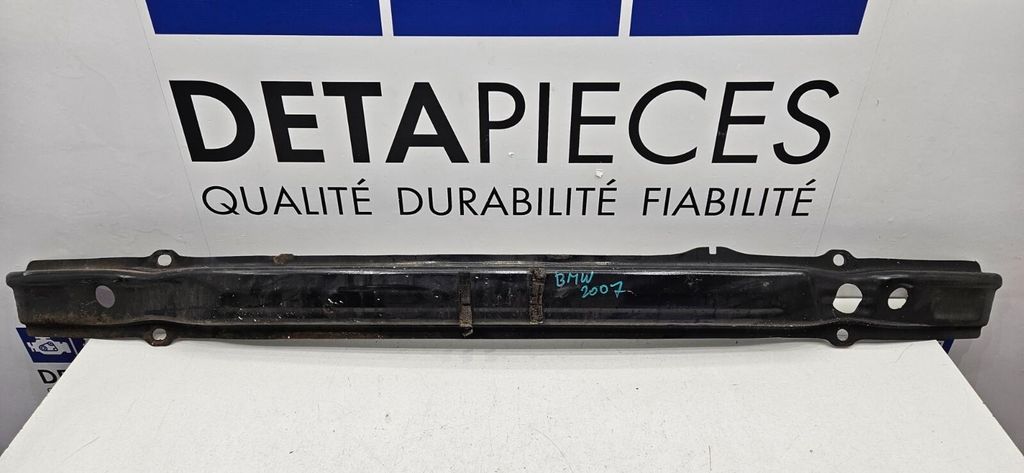 DETAPIECES
QUALITÉ DURABILITÉ FIABILITÉ
BMW
2007